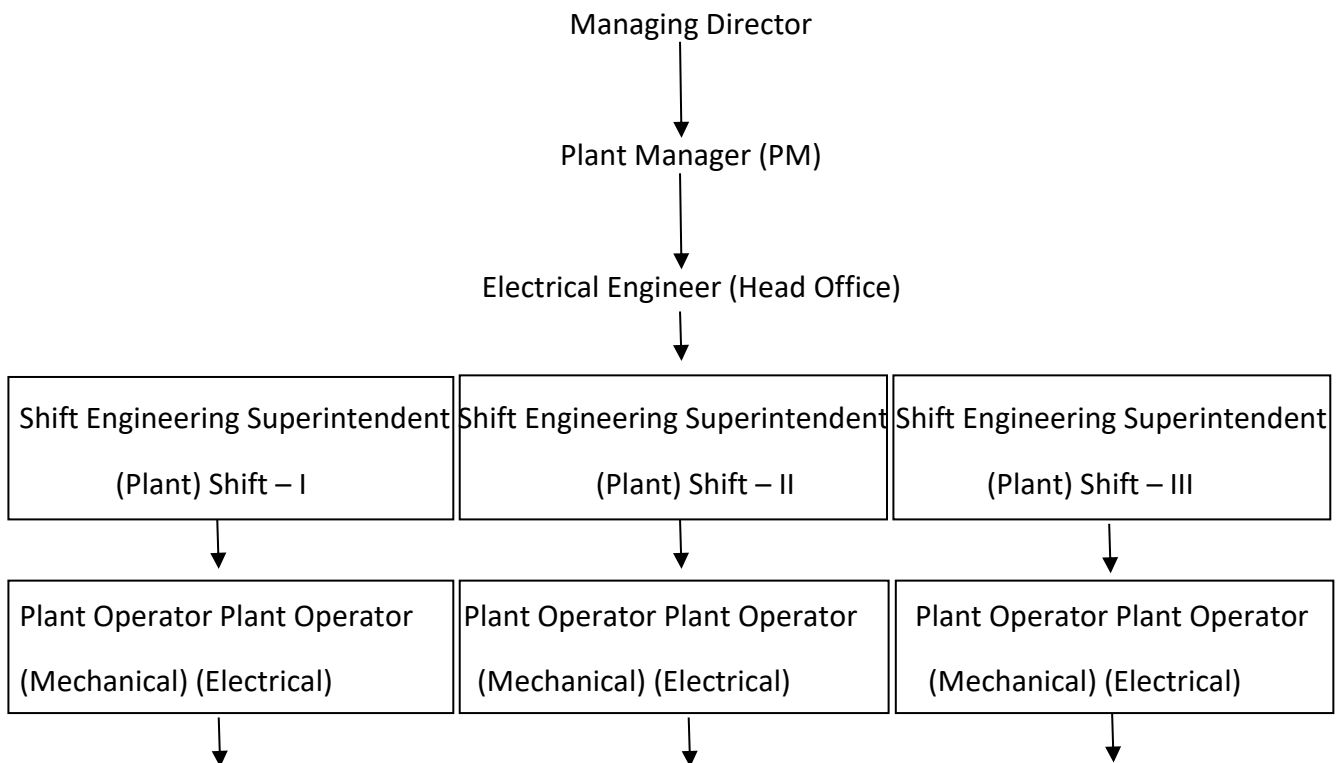 Managing Director
Plant Manager (PM)
Electrical Engineer (Head Office)
Shift Engineering Superintendent
(Plant) Shift – I
Shift Engineering Superintendent
(Plant) Shift – II
Shift Engineering Superintendent
(Plant) Shift – III
Plant Operator Plant Operator
(Mechanical) (Electrical)
Plant Operator Plant Operator
(Mechanical) (Electrical)
Plant Operator Plant Operator
(Mechanical) (Electrical)